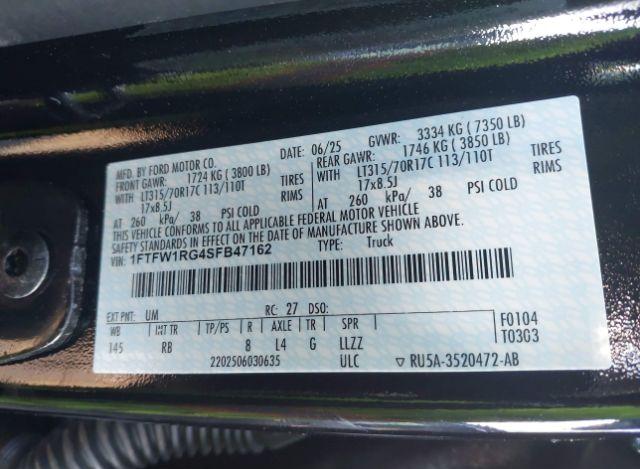 MFD. BY FORD MOTOR CO. DATE: 06/25 GVWR: 3334 KG ( 7350 LB)
FRONT GAWR: 1724 KG ( 3800 LB) REAR GAWR: 1746 KG ( 3850 LB)
WITH LT315/70R17C 113/110T TIRES WITH LT315/70R17C 113/110T TIRES
17x8.5J RIMS 17x8.5J RIMS
AT 260 kPa/ 38 PSI COLD AT 260 kPa/ 38 PSI COLD
THIS VEHICLE CONFORMS TO ALL APPLICABLE FEDERAL MOTOR VEHICLE
SAFETY STANDARDS IN EFFECT ON THE DATE OF MANUFACTURE SHOWN ABOVE.
VIN: 1FTFW1RG4SFB47162 TYPE: Truck
EXT PNT: UM RC: 27 DSO:
WB INT TR TP/PS R AXLE TR SPR F0104
145 RB 8 L4 G LLZZ T03G3
2202506030635 ULC ▽ RU5A-3520472-AB